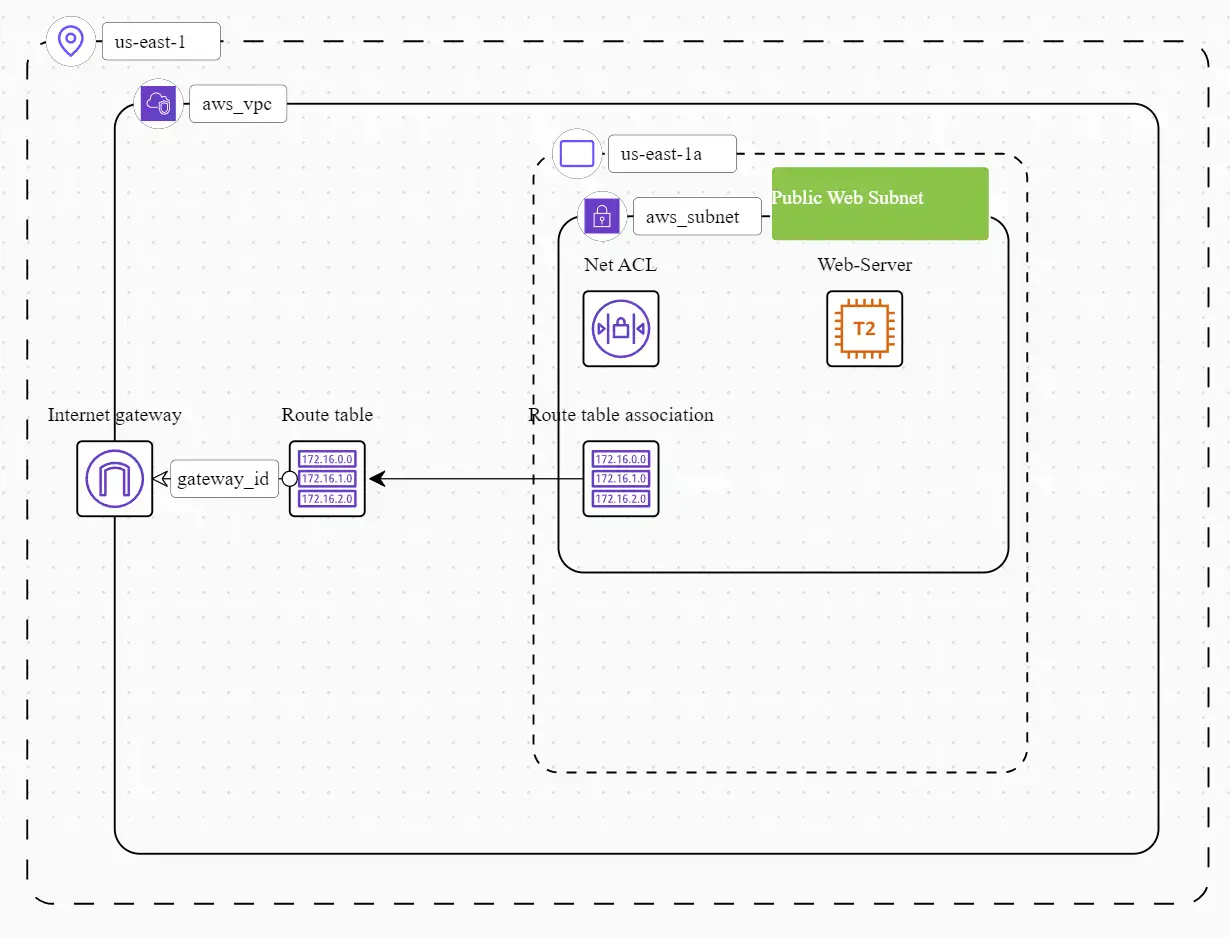 us-east-1
aws_vpc
us-east-1a
Public Web Subnet
aws_subnet
Net ACL
Web-Server
T2
Internet gateway
Route table
Route table association
gateway_id
172.16.0.0
172.16.1.0
172.16.2.0
172.16.0.0
172.16.1.0
172.16.2.0